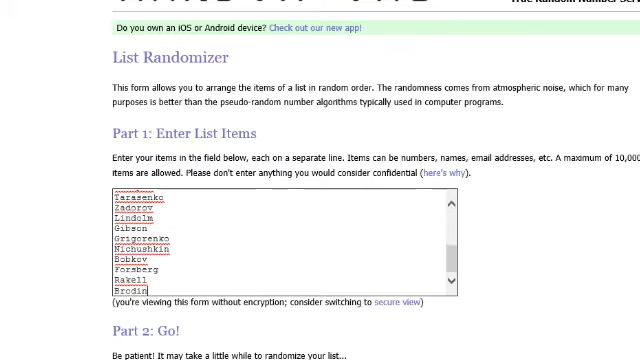 True Random Number Serv
Do you own an iOS or Android device? Check out our new app!
List Randomizer
This form allows you to arrange the items of a list in random order. The randomness comes from atmospheric noise, which for many
purposes is better than the pseudo-random number algorithms typically used in computer programs.
Part 1: Enter List Items
Enter your items in the field below, each on a separate line. Items can be numbers, names, email addresses, etc. A maximum of 10,000
items are allowed. Please don't enter anything you would consider confidential (here's why).
Tarasenko
Zadorov
Lindolm
Gibson
Grigorenko
Nichushkin
Bobkov
Forsberg
Rakell
Brodin
(you're viewing this form without encryption; consider switching to secure view)
Part 2: Go!
Be patient! It may take a little while to randomize your list...